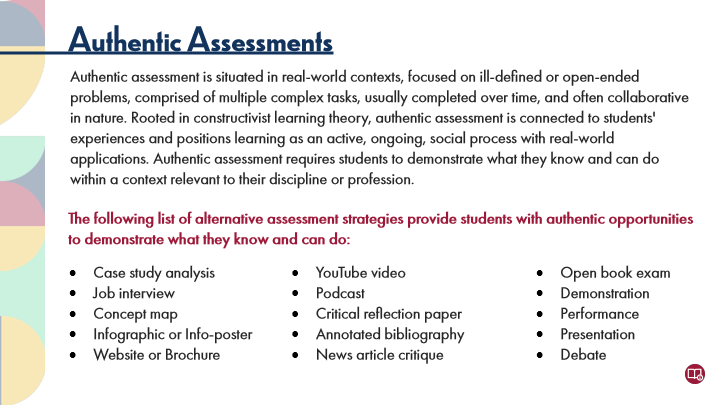 Authentic Assessments
Authentic assessment is situated in real-world contexts, focused on ill-defined or open-ended
problems, comprised of multiple complex tasks, usually completed over time, and often collaborative
in nature. Rooted in constructivist learning theory, authentic assessment is connected to students'
experiences and positions learning as an active, ongoing, social process with real-world
applications. Authentic assessment requires students to demonstrate what they know and can do
within a context relevant to their discipline or profession.
The following list of alternative assessment strategies provide students with authentic opportunities
to demonstrate what they know and can do:
• Case study analysis
• Job interview
• Concept map
• Infographic or Info-poster
• Website or Brochure
• YouTube video
• Podcast
• Critical reflection paper
• Annotated bibliography
• News article critique
• Open book exam
• Demonstration
• Performance
• Presentation
• Debate